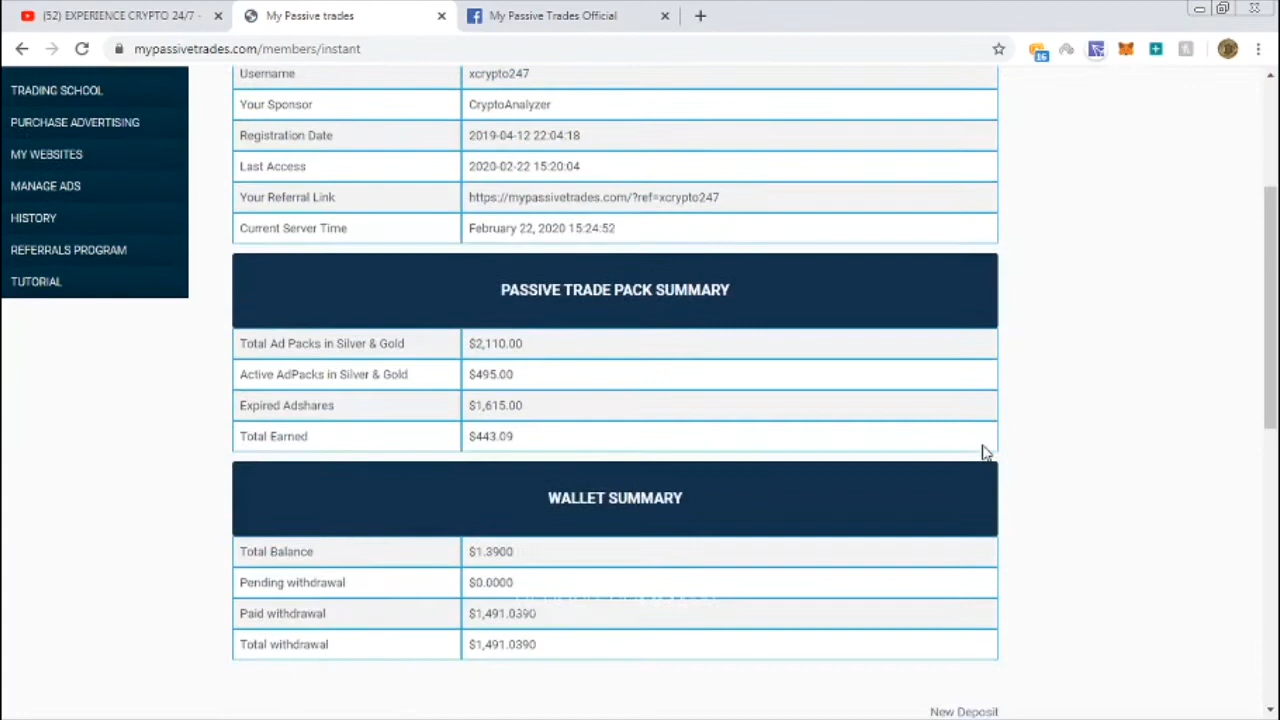 (52) EXPERIENCE CRYPTO 24/7 -
My Passive trades
My Passive Trades Official
mypassivetrades.com/members/instant
16
TRADING SCHOOL
PURCHASE ADVERTISING
MY WEBSITES
MANAGE ADS
HISTORY
REFERRALS PROGRAM
TUTORIAL
Username xcrypto247
Your Sponsor CryptoAnalyzer
Registration Date 2019-04-12 22:04:18
Last Access 2020-02-22 15:20:04
Your Referral Link https://mypassivetrades.com/?ref=xcrypto247
Current Server Time February 22, 2020 15:24:52
PASSIVE TRADE PACK SUMMARY
Total Ad Packs in Silver & Gold $2,110.00
Active AdPacks in Silver & Gold $495.00
Expired Adshares $1,615.00
Total Earned $443.09
WALLET SUMMARY
Total Balance $1.3900
Pending withdrawal $0.0000
Paid withdrawal $1,491.0390
Total withdrawal $1,491.0390
New Deposit